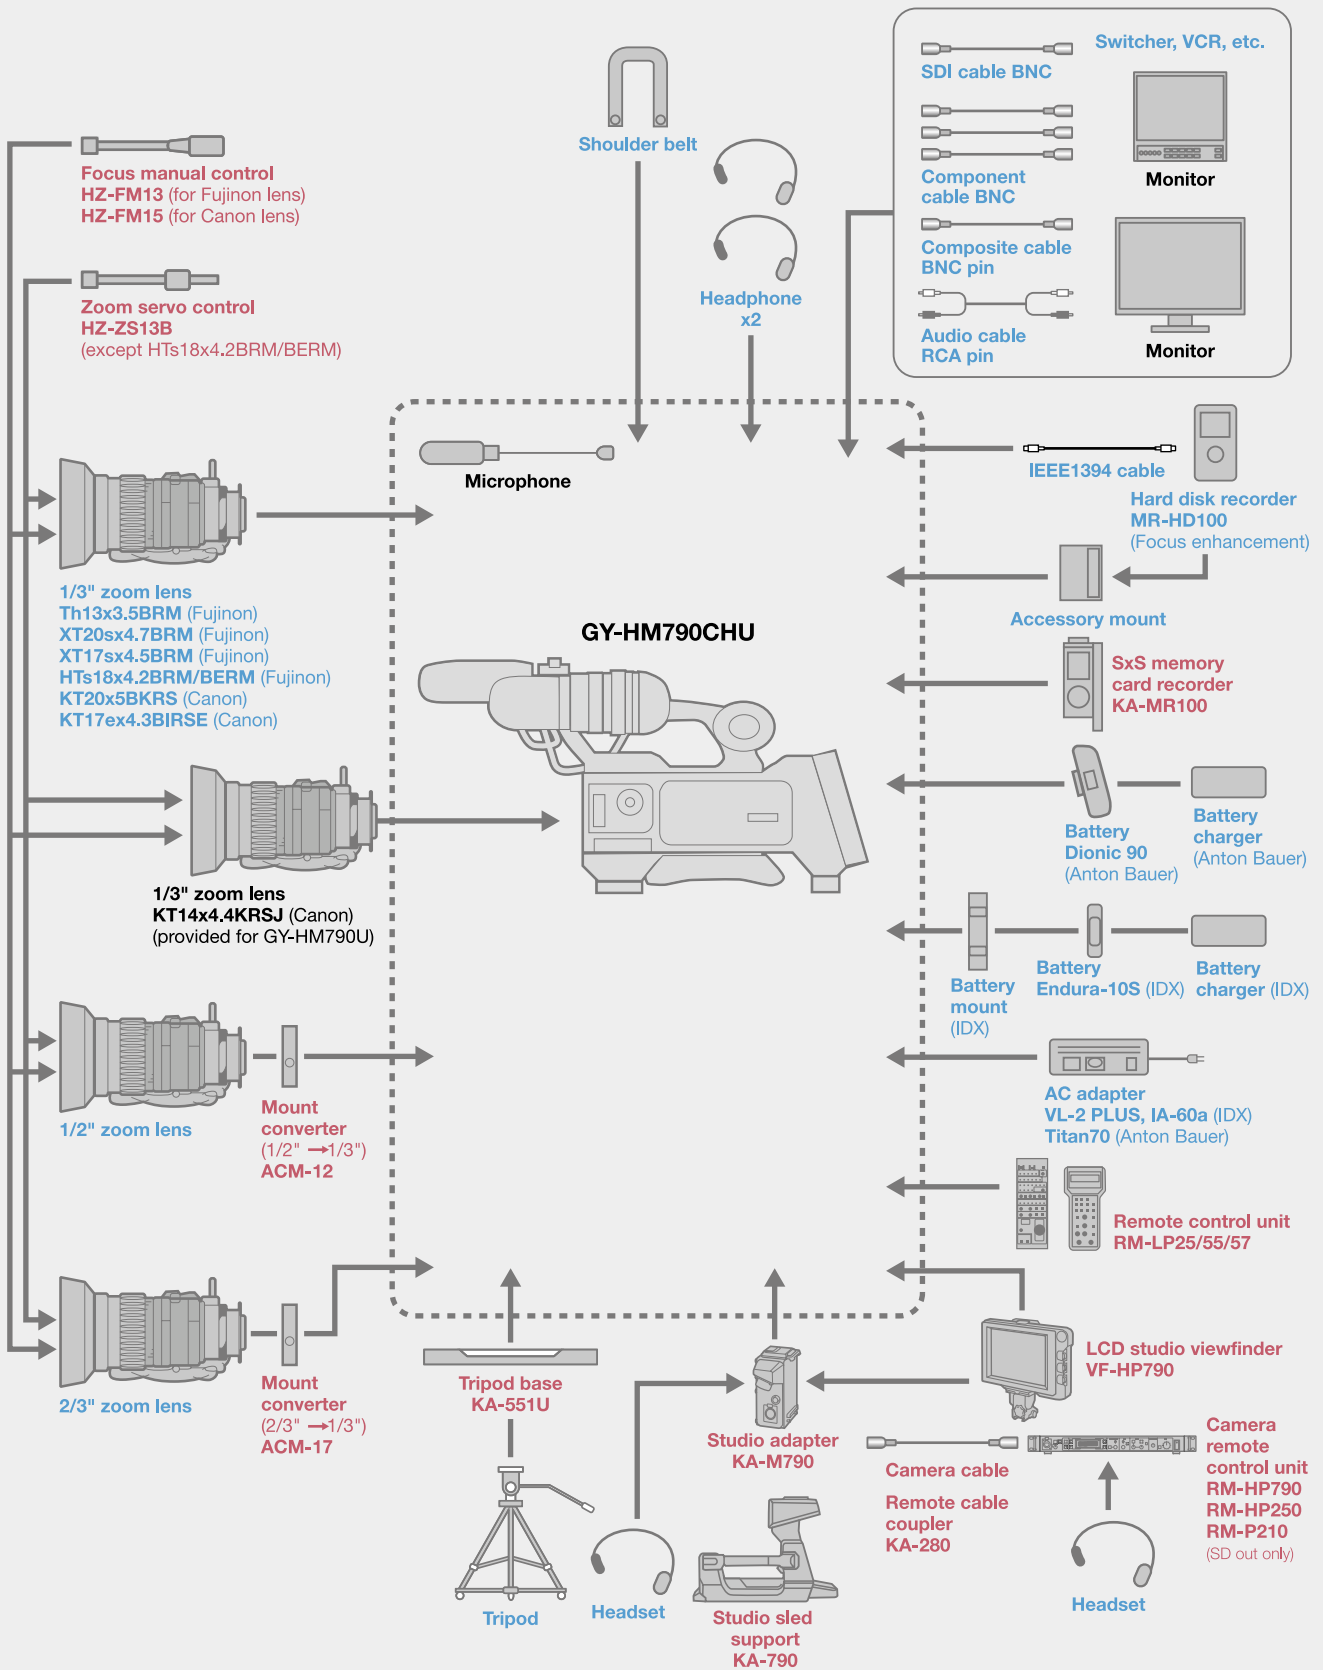 Switcher, VCR, etc.
SDI cable BNC
Component
cable BNC
Monitor
Composite cable
BNC pin
Audio cable
RCA pin
Monitor
Shoulder belt
Headphone
x2
Focus manual control
HZ-FM13 (for Fujinon lens)
HZ-FM15 (for Canon lens)
Zoom servo control
HZ-ZS13B
(except HTs18x4.2BRM/BERM)
Microphone
IEEE1394 cable
Hard disk recorder
MR-HD100
(Focus enhancement)
1/3" zoom lens
Th13x3.5BRM (Fujinon)
XT20sx4.7BRM (Fujinon)
XT17sx4.5BRM (Fujinon)
HTs18x4.2BRM/BERM (Fujinon)
KT20x5BKRS (Canon)
KT17ex4.3BIRSE (Canon)
GY-HM790CHU
Accessory mount
SxS memory
card recorder
KA-MR100
Battery
Dionic 90
(Anton Bauer)
Battery
charger
(Anton Bauer)
1/3" zoom lens
KT14x4.4KRSJ (Canon)
(provided for GY-HM790U)
Battery
mount
(IDX)
Battery
Endura-10S (IDX)
Battery
charger (IDX)
1/2" zoom lens
Mount
converter
(1/2" →1/3")
ACM-12
AC adapter
VL-2 PLUS, IA-60a (IDX)
Titan70 (Anton Bauer)
Remote control unit
RM-LP25/55/57
2/3" zoom lens
Mount
converter
(2/3" →1/3")
ACM-17
Tripod base
KA-551U
Tripod
Headset
Studio adapter
KA-M790
Studio sled
support
KA-790
LCD studio viewfinder
VF-HP790
Camera cable
Remote cable
coupler
KA-280
Camera
remote
control unit
RM-HP790
RM-HP250
RM-P210
(SD out only)
Headset